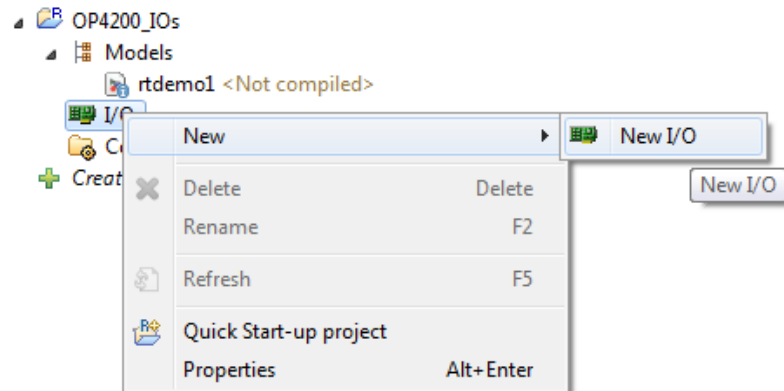 OP4200_IOs
Models
rtdemo1 <Not compiled>
I/O
New
New I/O
New I/O
Creat
Delete Delete
Rename F2
Refresh F5
Quick Start-up project
Properties Alt+Enter